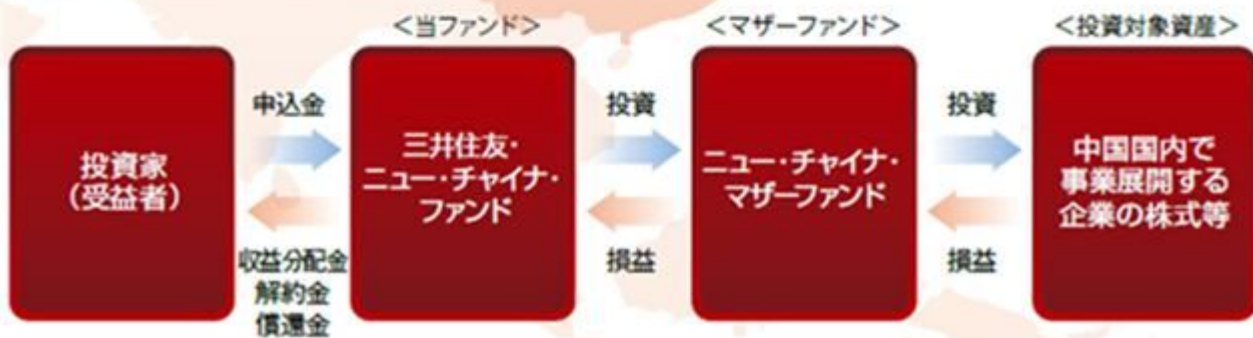 ＜当ファンド＞
＜マザーファンド＞
＜投資対象資産＞
投資家
（受益者）
申込金
収益分配金
解約金
償還金
三井住友・
ニュー・チャイナ・
ファンド
投資
損益
ニュー・チャイナ・
マザーファンド
投資
損益
中国国内で
事業展開する
企業の株式等